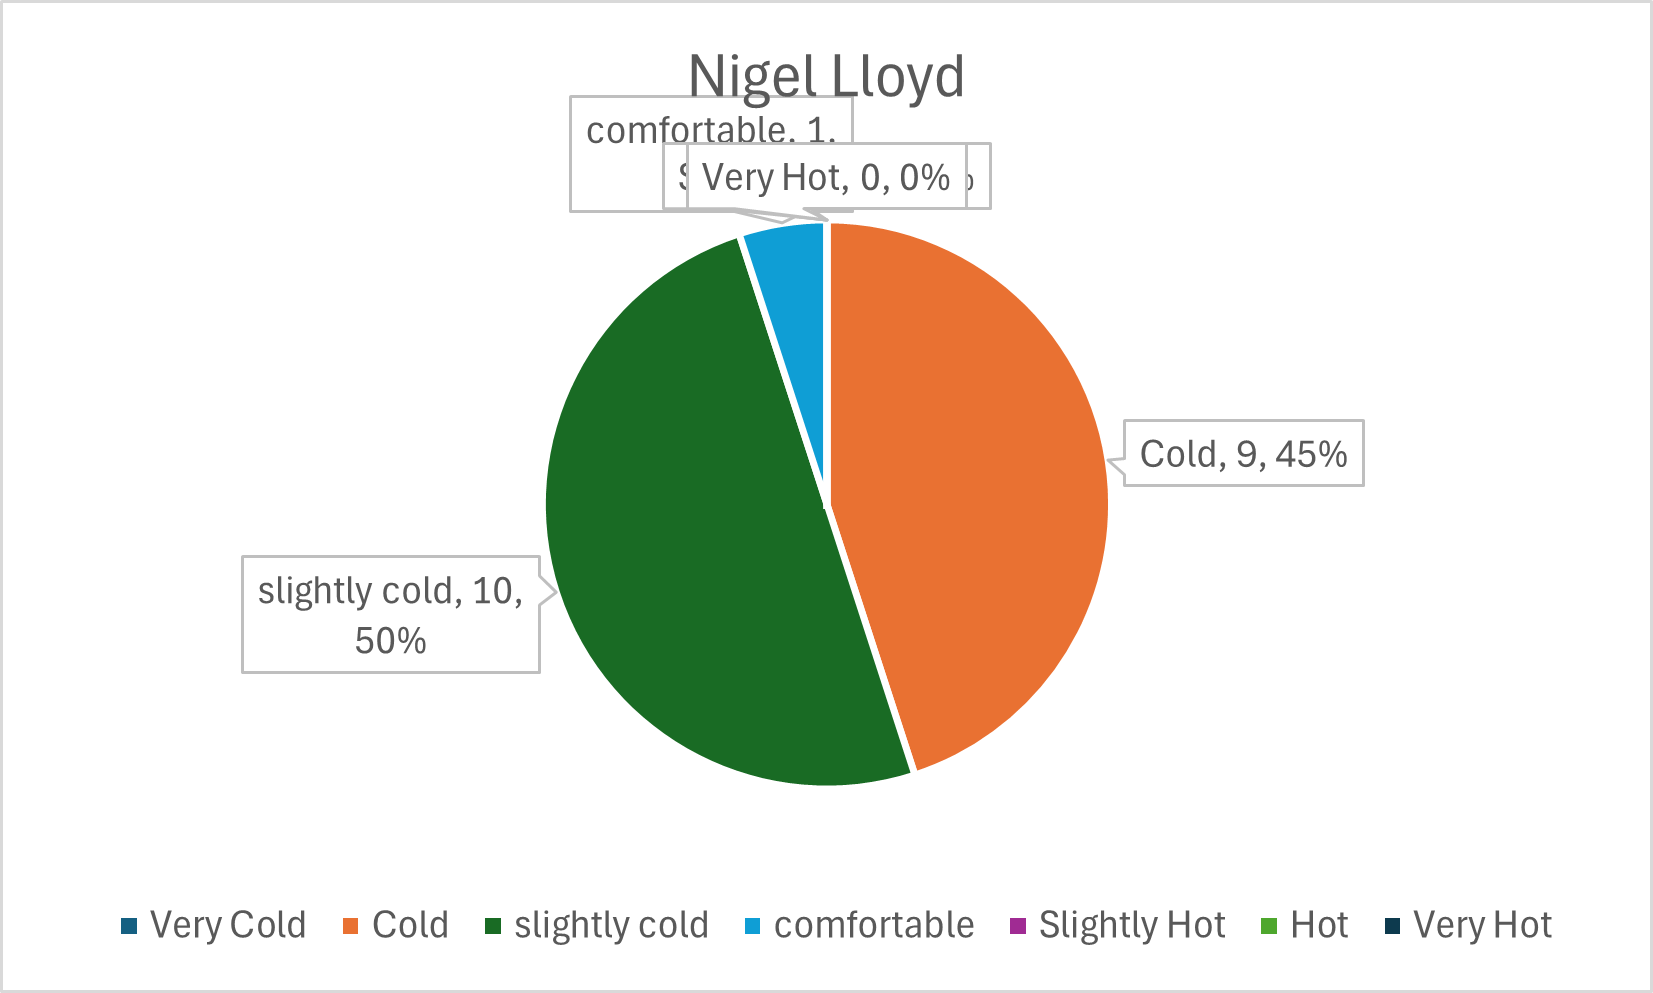 Nigel Lloyd
comfortable, 1,
Very Hot, 0, 0%
Cold, 9, 45%
slightly cold, 10,
50%
Very Cold
Cold
slightly cold
comfortable
Slightly Hot
Hot
Very Hot